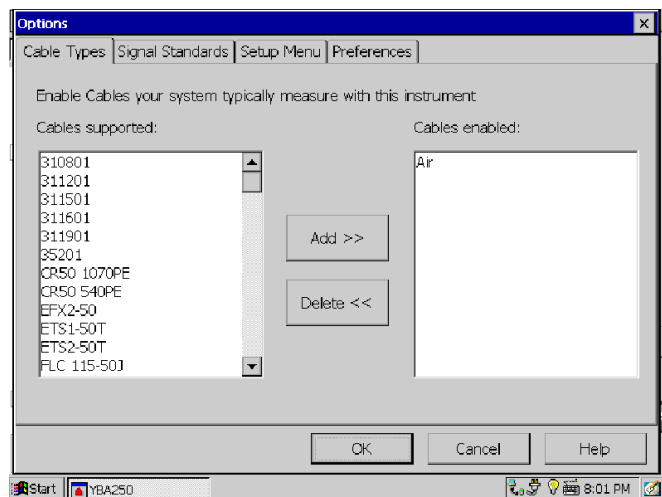 Options
Cable Types Signal Standards Setup Menu Preferences
Enable Cables your system typically measure with this instrument
Cables supported:
Cables enabled:
310801
311201
311501
311601
311901
35201
CR50 1070PE
CR50 540PE
EFX2-50
ETS1-50T
ETS2-50T
FLC 115-50J
Add >>
Delete <<
Air
OK Cancel Help
Start YBA250 8:01 PM